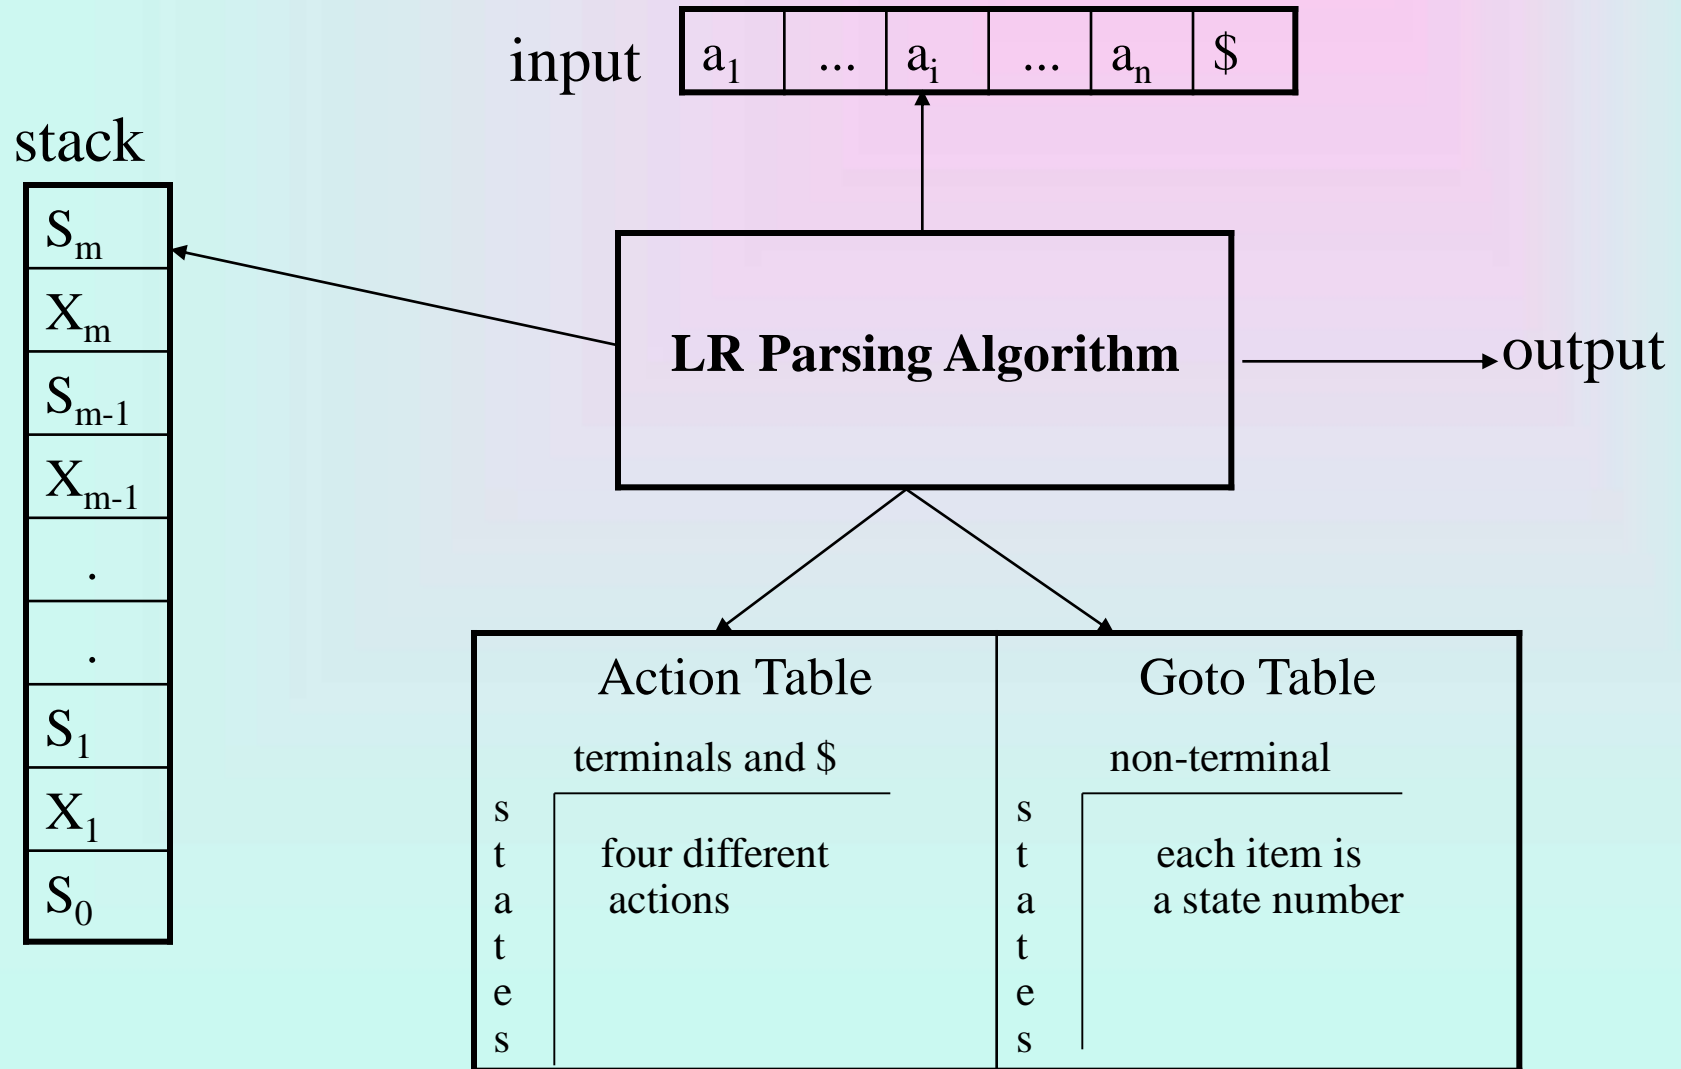 input a₁ ... aᵢ ... aₙ $
stack
Sₘ
Xₘ
Sₘ₋₁
Xₘ₋₁
.
.
S₁
X₁
S₀
LR Parsing Algorithm
output
Action Table
terminals and $
s
t
a
t
e
s
four different
actions
Goto Table
non-terminal
s
t
a
t
e
s
each item is
a state number